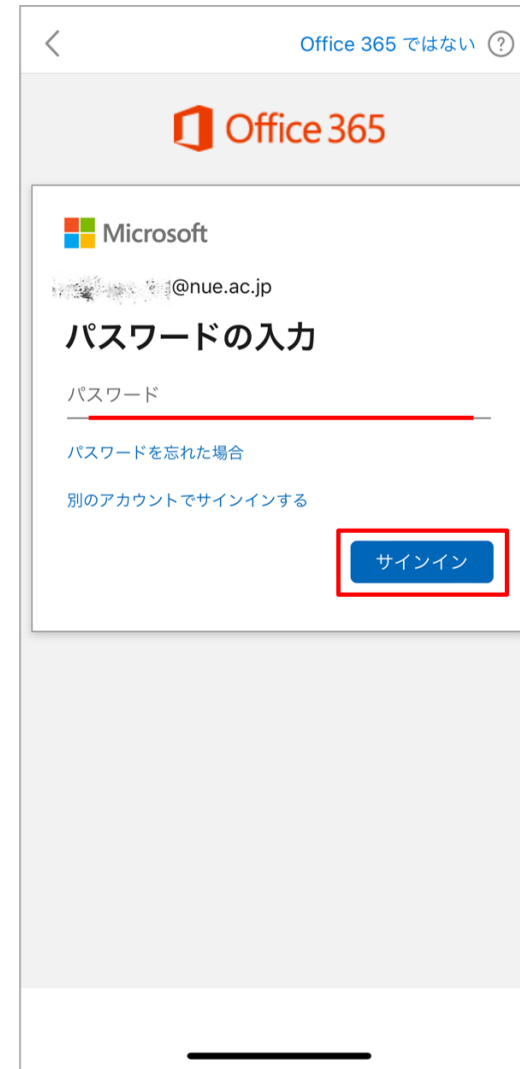 Office 365 ではない ?
Office 365
Microsoft
@nue.ac.jp
パスワードの入力
パスワード
パスワードを忘れた場合
別のアカウントでサインインする
サインイン